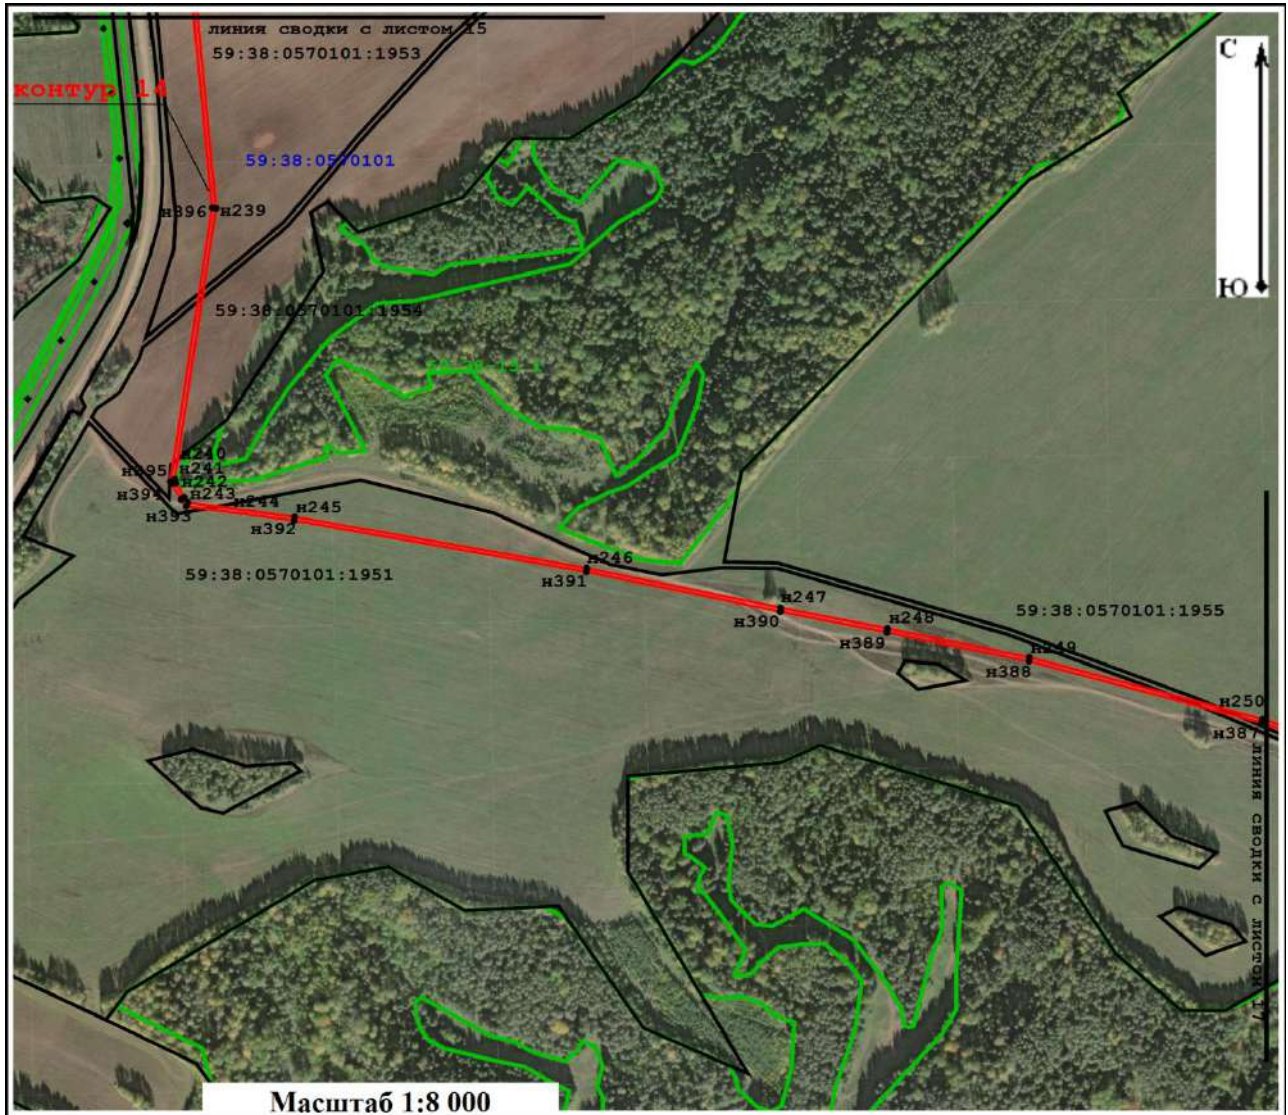 линия сводки с листом 15
59:38:0570101:1953
С
контур 14
59:38:0570101
н396
н239
Ю
59:38:0570101:1954
н240
н395
н241
н242
н394
н243
н393
н244
н245
н392
н246
н391
59:38:0570101:1951
н247
н390
59:38:0570101:1955
н248
н389
н249
н388
н250
н387
линия сводки с листом 17
Масштаб 1:8 000